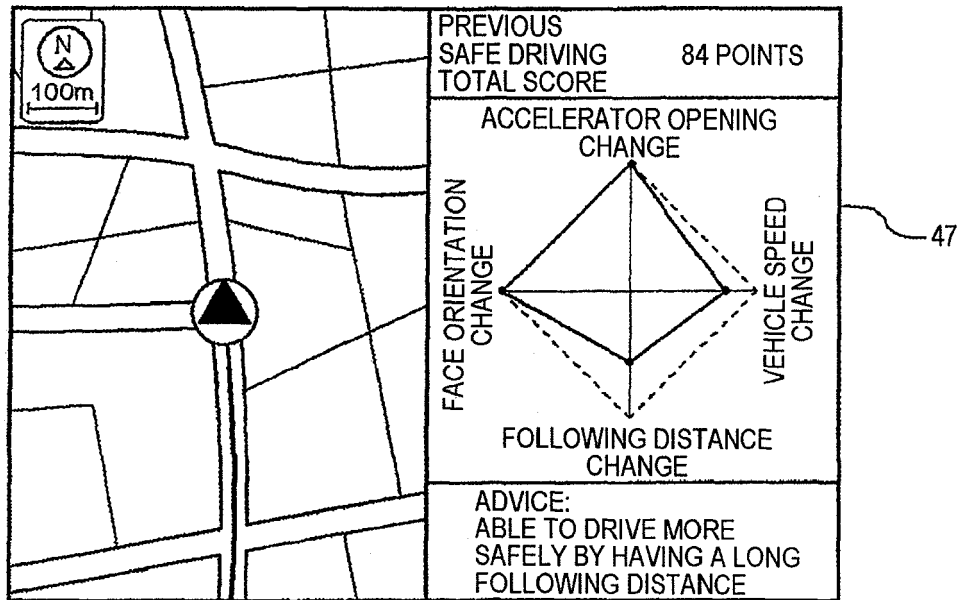 N
100m
PREVIOUS
SAFE DRIVING 84 POINTS
TOTAL SCORE
ACCELERATOR OPENING
CHANGE
FACE ORIENTATION
CHANGE
VEHICLE SPEED
CHANGE
FOLLOWING DISTANCE
CHANGE
ADVICE:
ABLE TO DRIVE MORE
SAFELY BY HAVING A LONG
FOLLOWING DISTANCE
47